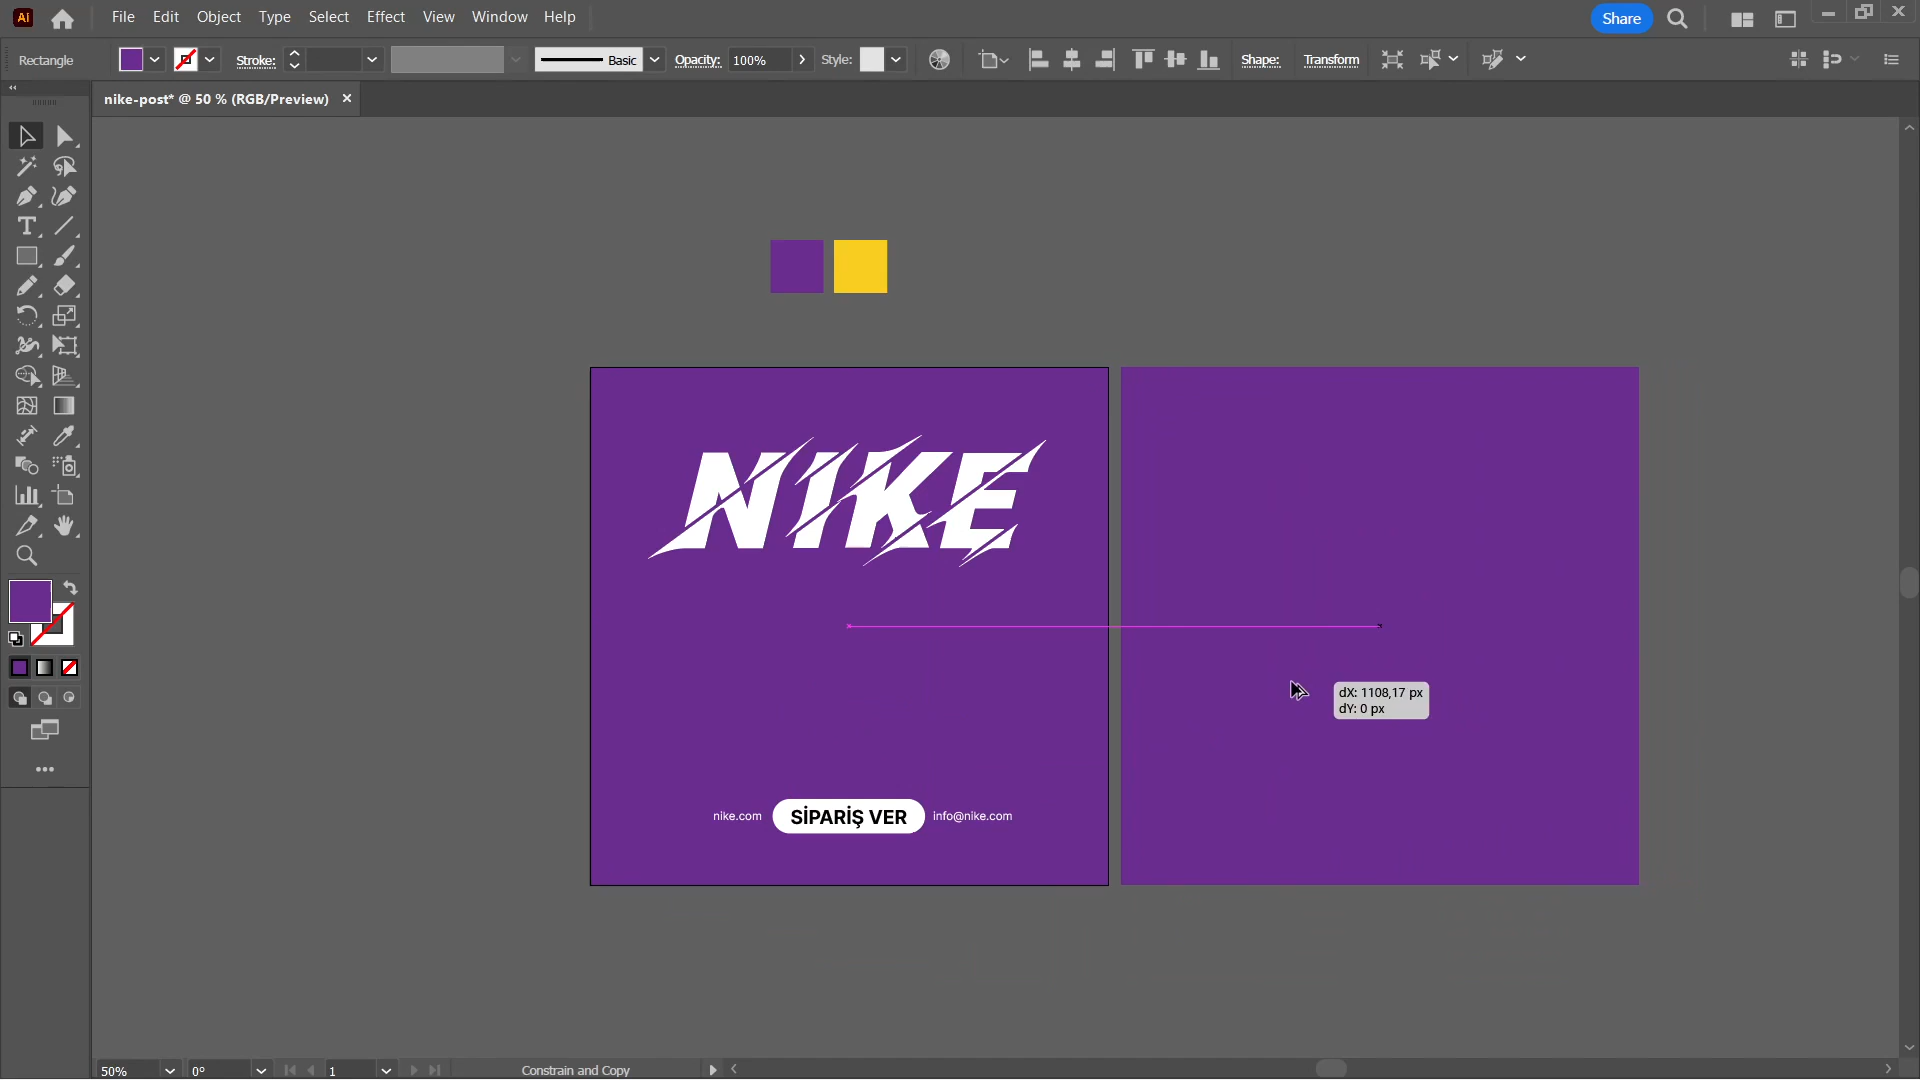 Ai File Edit Object Type Select Effect View Window Help Share
Rectangle Stroke: Basic Opacity: 100% Style: Shape: Transform
nike-post* @ 50 % (RGB/Preview)
NIKE
dX: 1108,17 px
dY: 0 px
nike.com SİPARİŞ VER info@nike.com
50% 0° 1 Constrain and Copy